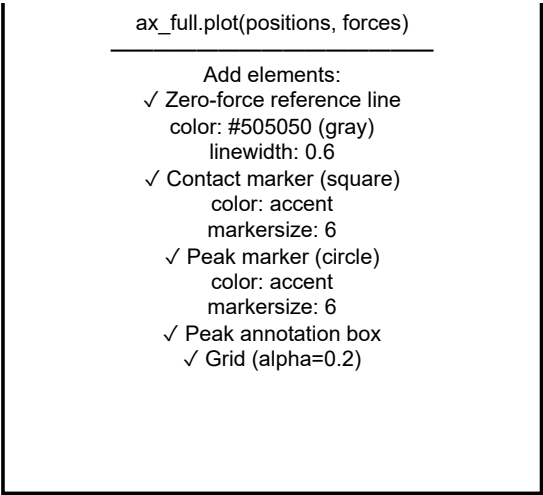 ax_full.plot(positions, forces)
Add elements:
✓ Zero-force reference line
color: #505050 (gray)
linewidth: 0.6
✓ Contact marker (square)
color: accent
markersize: 6
✓ Peak marker (circle)
color: accent
markersize: 6
✓ Peak annotation box
✓ Grid (alpha=0.2)